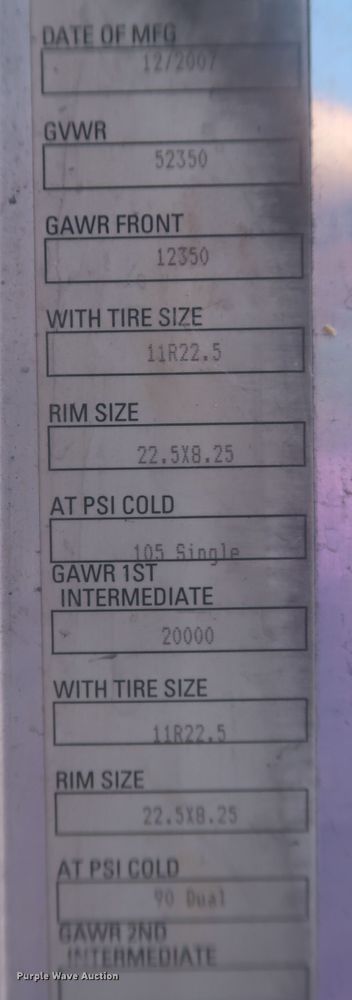 DATE OF MFG
12/2007
GVWR
52350
GAWR FRONT
12350
WITH TIRE SIZE
11R22.5
RIM SIZE
22.5X8.25
AT PSI COLD
105 Single
GAWR 1ST
INTERMEDIATE
20000
WITH TIRE SIZE
11R22.5
RIM SIZE
22.5X8.25
AT PSI COLD
90 Dual
GAWR 2ND
INTERMEDIATE
Purple Wave Auction